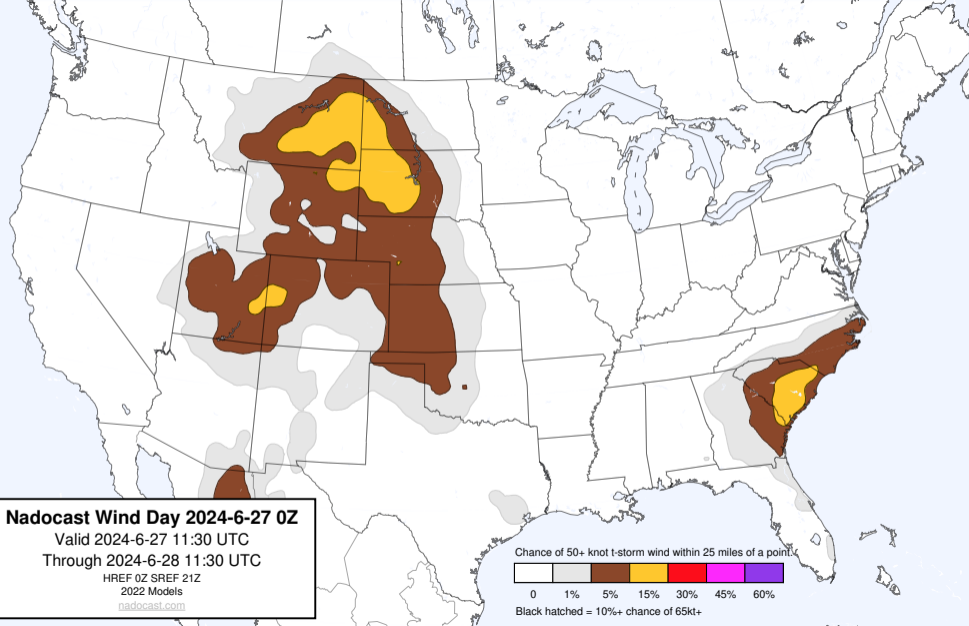 Nadocast Wind Day 2024-6-27 0Z
Valid 2024-6-27 11:30 UTC
Through 2024-6-28 11:30 UTC
HREF 0Z SREF 21Z
2022 Models
nadocast.com
Chance of 50+ knot t-storm wind within 25 miles of a point.
0 1% 5% 15% 30% 45% 60%
Black hatched = 10%+ chance of 65kt+